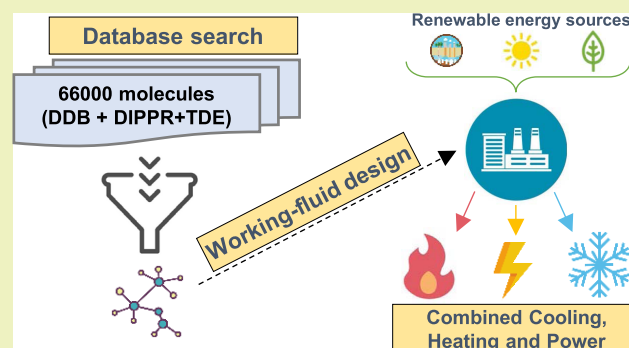 Database search
66000 molecules
(DDB + DIPPR+TDE)
Working-fluid design
Renewable energy sources
Combined Cooling,
Heating and Power